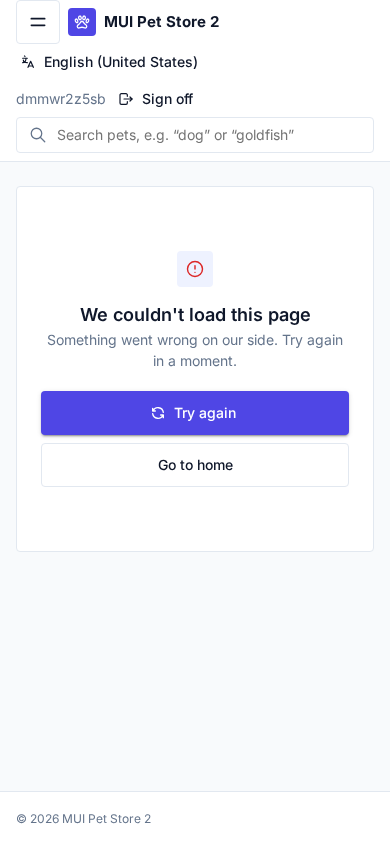 MUI Pet Store 2
English (United States)
dmmwr2z5sb
Sign off
Search pets, e.g. “dog” or “goldfish”
We couldn't load this page
Something went wrong on our side. Try again
in a moment.
Try again
Go to home
© 2026 MUI Pet Store 2